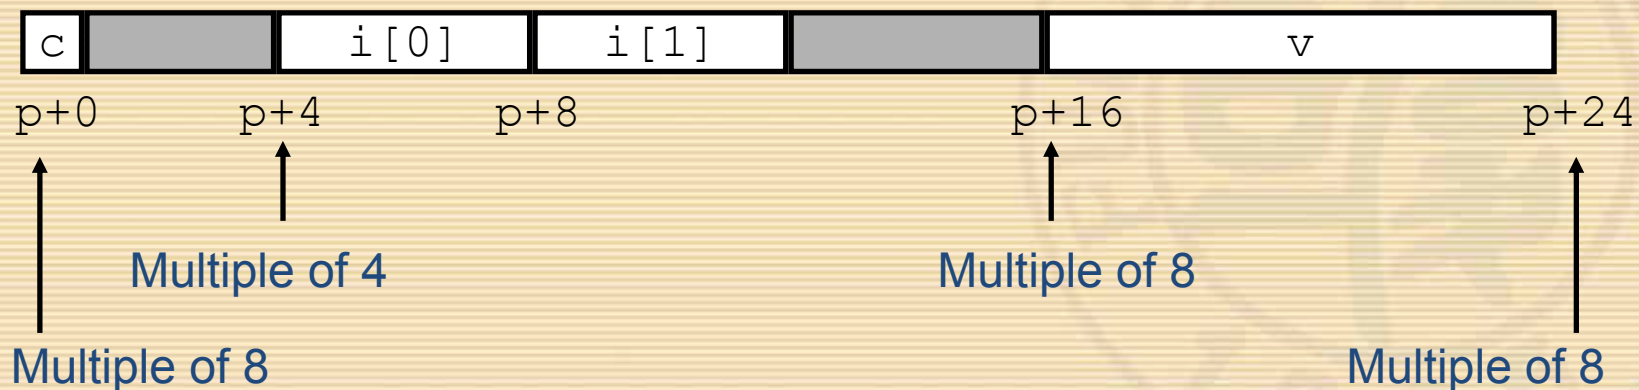 c i[0] i[1] v
p+0 p+4 p+8 p+16 p+24
Multiple of 4 Multiple of 8
Multiple of 8 Multiple of 8